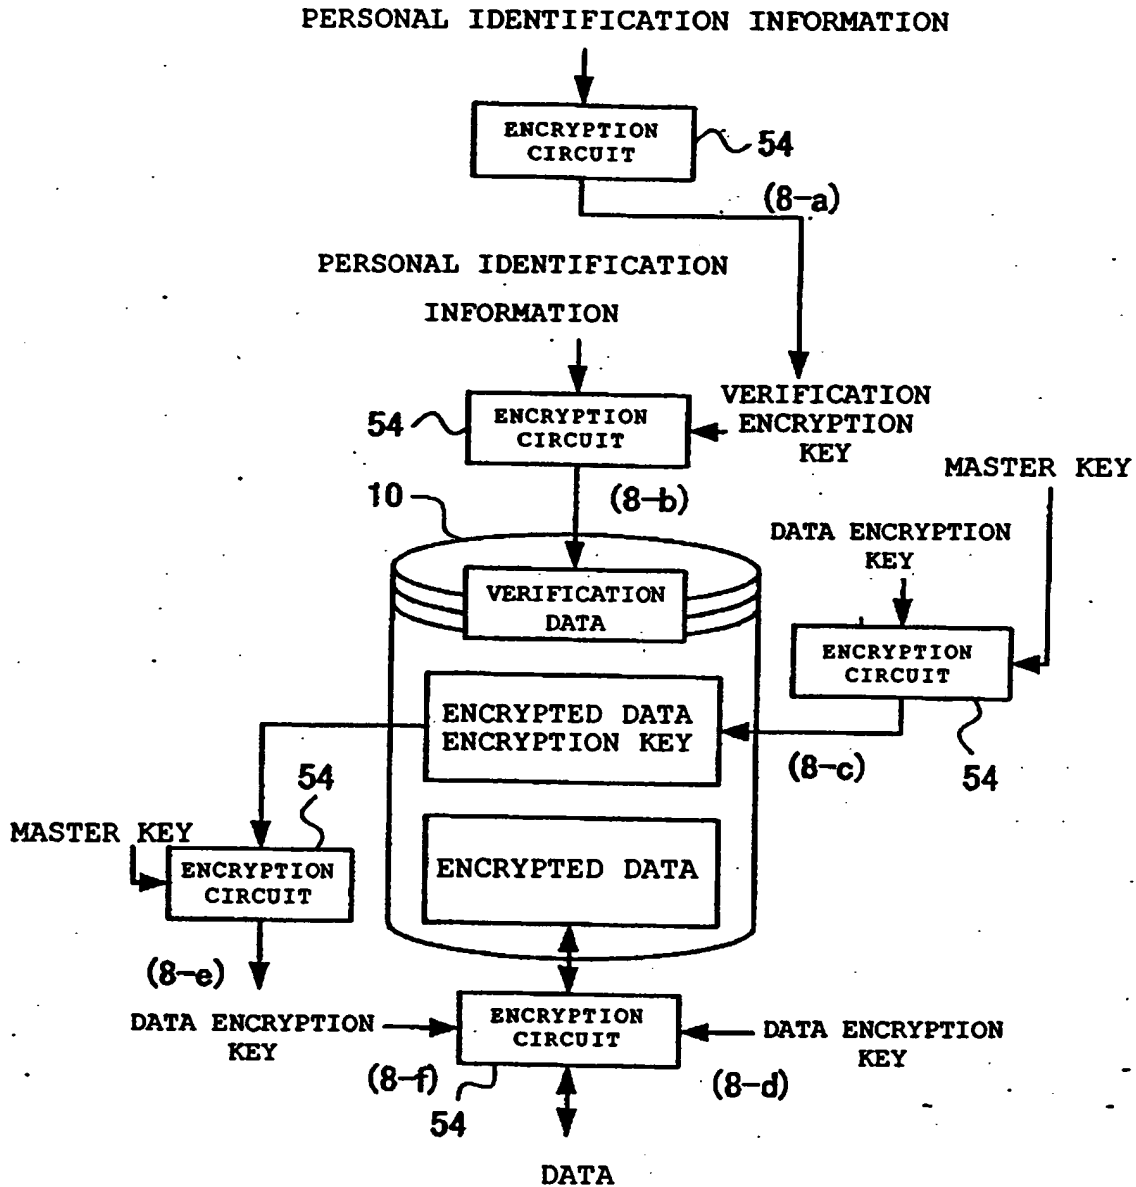 PERSONAL IDENTIFICATION INFORMATION
ENCRYPTION
CIRCUIT
54
(8-a)
PERSONAL IDENTIFICATION
INFORMATION
54
ENCRYPTION
CIRCUIT
VERIFICATION
ENCRYPTION
KEY
MASTER KEY
10
(8-b)
DATA ENCRYPTION
KEY
VERIFICATION
DATA
ENCRYPTION
CIRCUIT
ENCRYPTED DATA
ENCRYPTION KEY
(8-c)
54
54
MASTER KEY
ENCRYPTION
CIRCUIT
ENCRYPTED DATA
(8-e)
DATA ENCRYPTION
KEY
ENCRYPTION
CIRCUIT
DATA ENCRYPTION
KEY
(8-f)
54
(8-d)
DATA